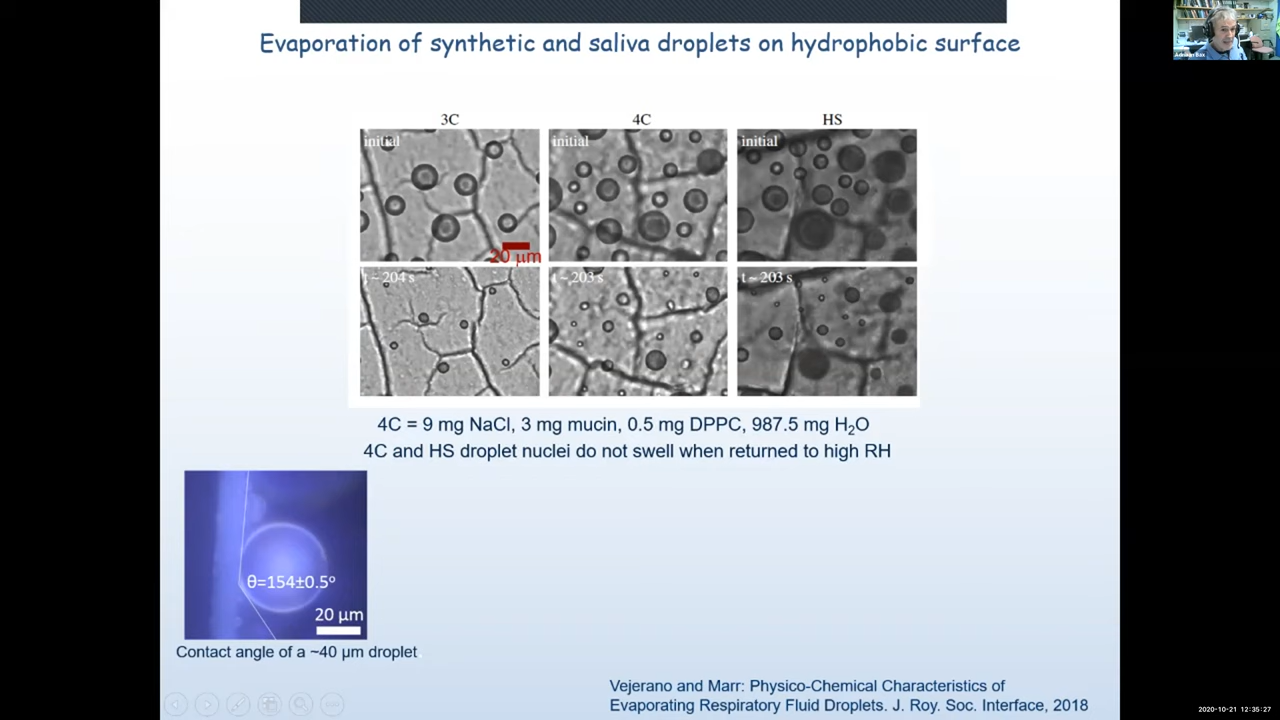 Adriaan Bax
Evaporation of synthetic and saliva droplets on hydrophobic surface
3C 4C HS
initial initial initial
20 µm
t ~ 204 s t ~ 203 s t ~ 203 s
4C = 9 mg NaCl, 3 mg mucin, 0.5 mg DPPC, 987.5 mg H₂O
4C and HS droplet nuclei do not swell when returned to high RH
θ=154±0.5º
20 µm
Contact angle of a ~40 µm droplet
Vejerano and Marr: Physico-Chemical Characteristics of
Evaporating Respiratory Fluid Droplets. J. Roy. Soc. Interface, 2018
2020-10-21 12:35:27